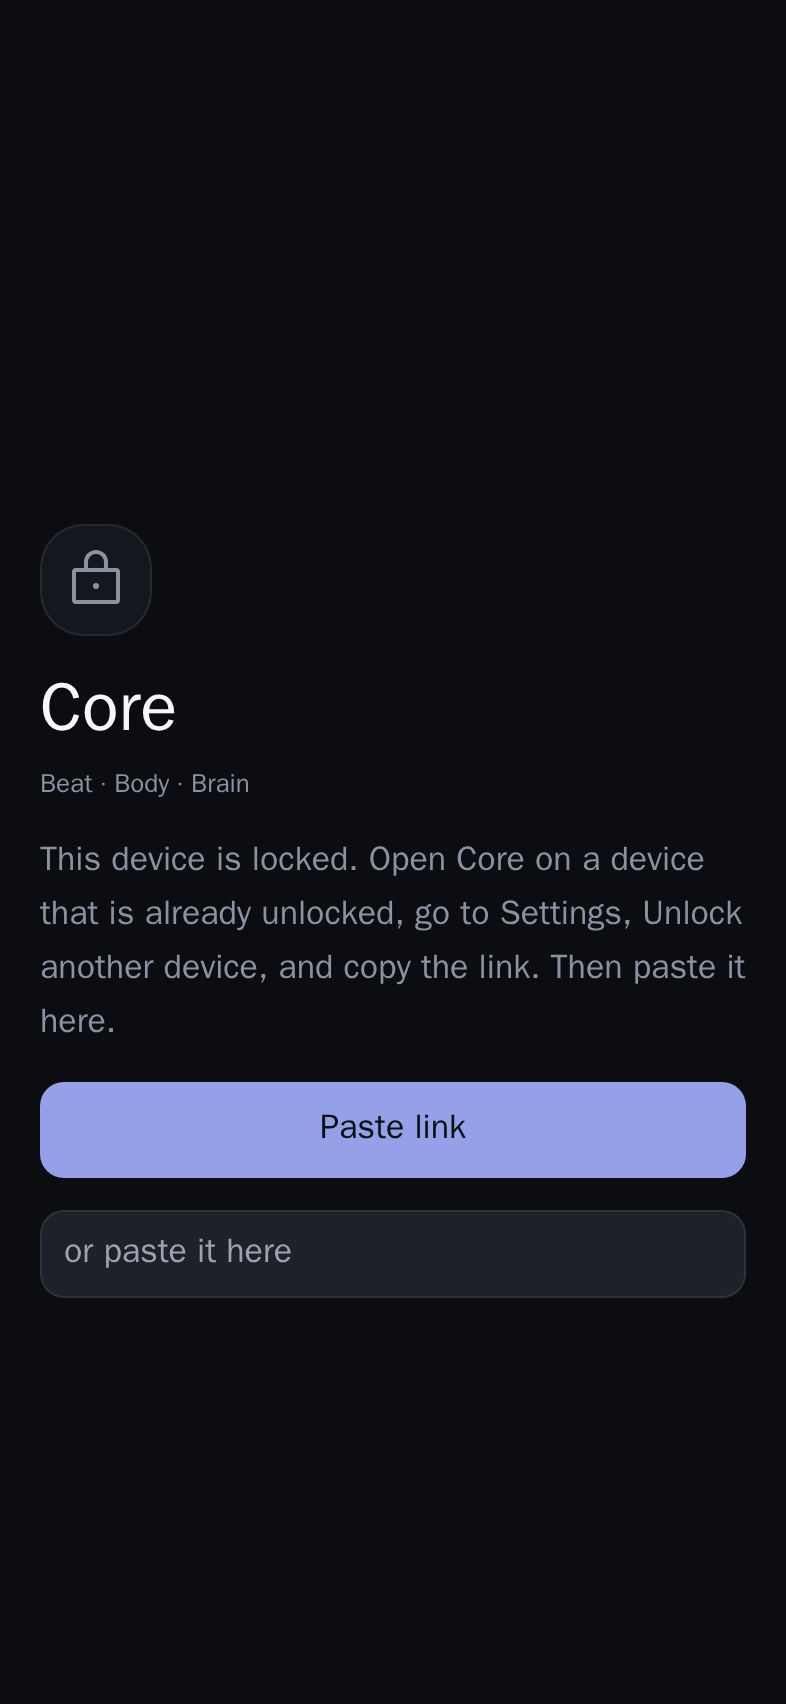 Core
Beat · Body · Brain
This device is locked. Open Core on a device
that is already unlocked, go to Settings, Unlock
another device, and copy the link. Then paste it
here.
Paste link
or paste it here